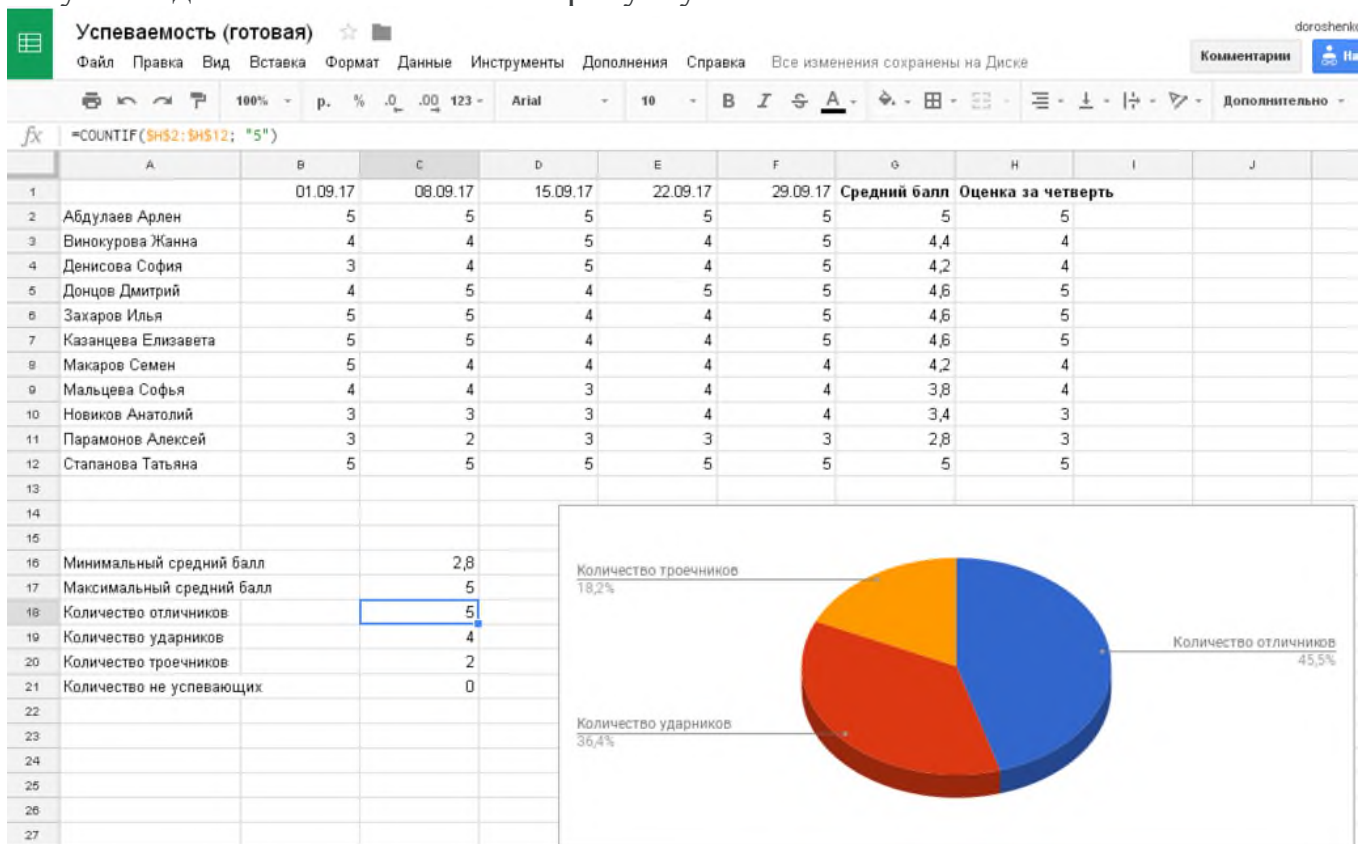 Успеваемость (готовая)
doroshenko
Файл Правка Вид Вставка Формат Данные Инструменты Дополнения Справка Все изменения сохранены на Диске
Комментарии
100% р. % .0 .00 123 Arial 10 B I S A Дополнительно
fx =COUNTIF($H$2:$H$12; "5")
A B C D E F G H I J
1 01.09.17 08.09.17 15.09.17 22.09.17 29.09.17 Средний балл Оценка за четверть
2 Абдулаев Арлен 5 5 5 5 5 5 5
3 Винокурова Жанна 4 4 5 4 5 4,4 4
4 Денисова София 3 4 5 4 5 4,2 4
5 Донцов Дмитрий 4 5 4 5 5 4,6 5
6 Захаров Илья 5 5 4 4 5 4,6 5
7 Казанцева Елизавета 5 5 4 4 5 4,6 5
8 Макаров Семен 5 4 4 4 4 4,2 4
9 Мальцева Софья 4 4 3 4 4 3,8 4
10 Новиков Анатолий 3 3 3 4 4 3,4 3
11 Парамонов Алексей 3 2 3 3 3 2,8 3
12 Стапанова Татьяна 5 5 5 5 5 5 5
13
14
15
16 Минимальный средний балл 2,8
17 Максимальный средний балл 5
18 Количество отличников 5
19 Количество ударников 4
20 Количество троечников 2
21 Количество не успевающих 0
22
23
24
25
26
27
Количество троечников
18,2%
Количество отличников
45,5%
Количество ударников
36,4%